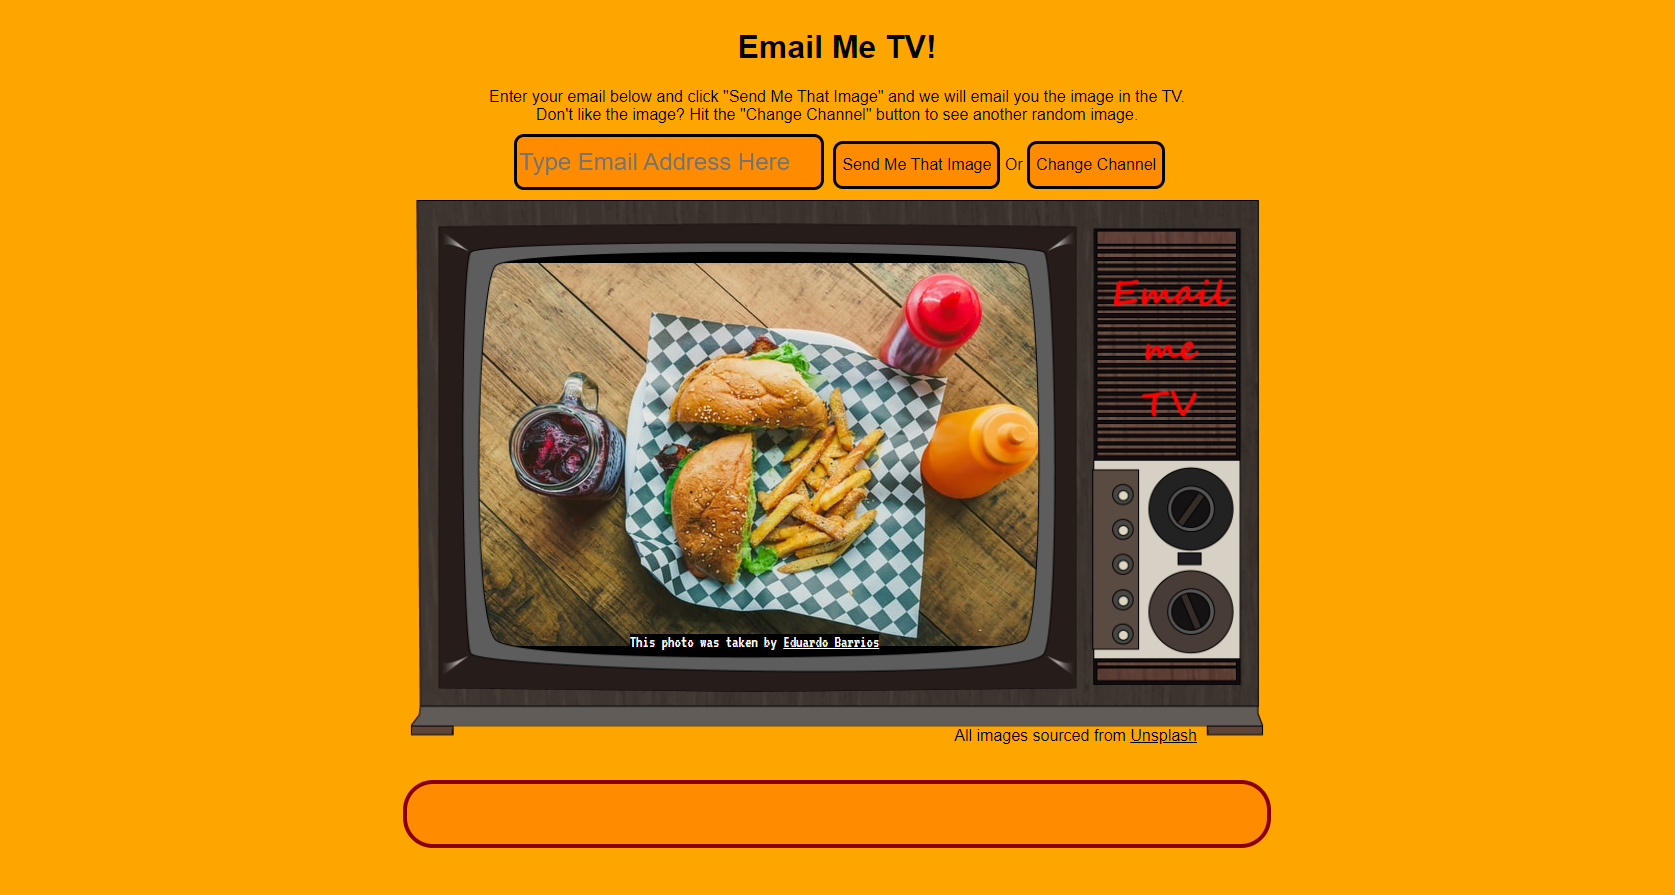 Email Me TV!
Enter your email below and click "Send Me That Image" and we will email you the image in the TV.
Don't like the image? Hit the "Change Channel" button to see another random image.
Type Email Address Here
Send Me That Image Or Change Channel
Email
me
TV
This photo was taken by Eduardo Barrios
All images sourced from Unsplash